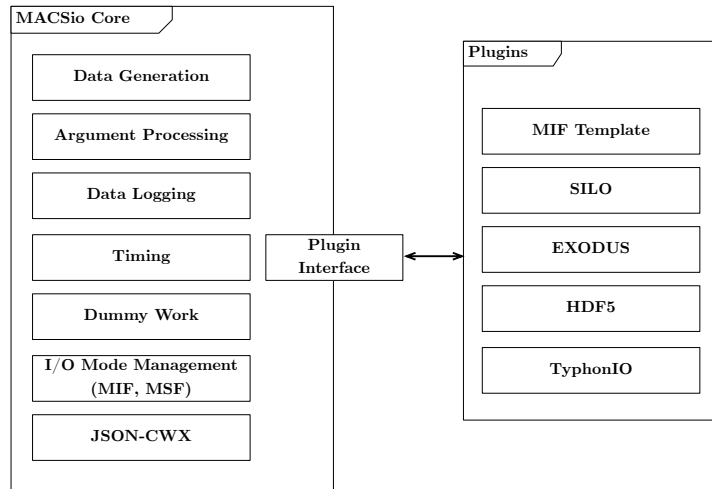 MACSio Core
Data Generation
Argument Processing
Data Logging
Timing
Dummy Work
I/O Mode Management
(MIF, MSF)
JSON-CWX
Plugin
Interface
Plugins
MIF Template
SILO
EXODUS
HDF5
TyphonIO